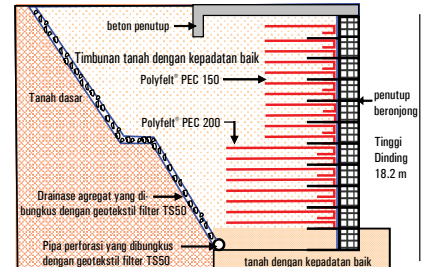 beton penutup
Timbunan tanah dengan kepadatan baik
Polyfelt® PEC 150
Tanah dasar
penutup
beronjong
Polyfelt® PEC 200
Tinggi
Dinding
18.2 m
Drainase agregat yang di-
bungkus dengan geotekstil filter TS50
Pipa perforasi yang dibungkus
dengan geotekstil filter TS50
tanah dengan kepadatan baik